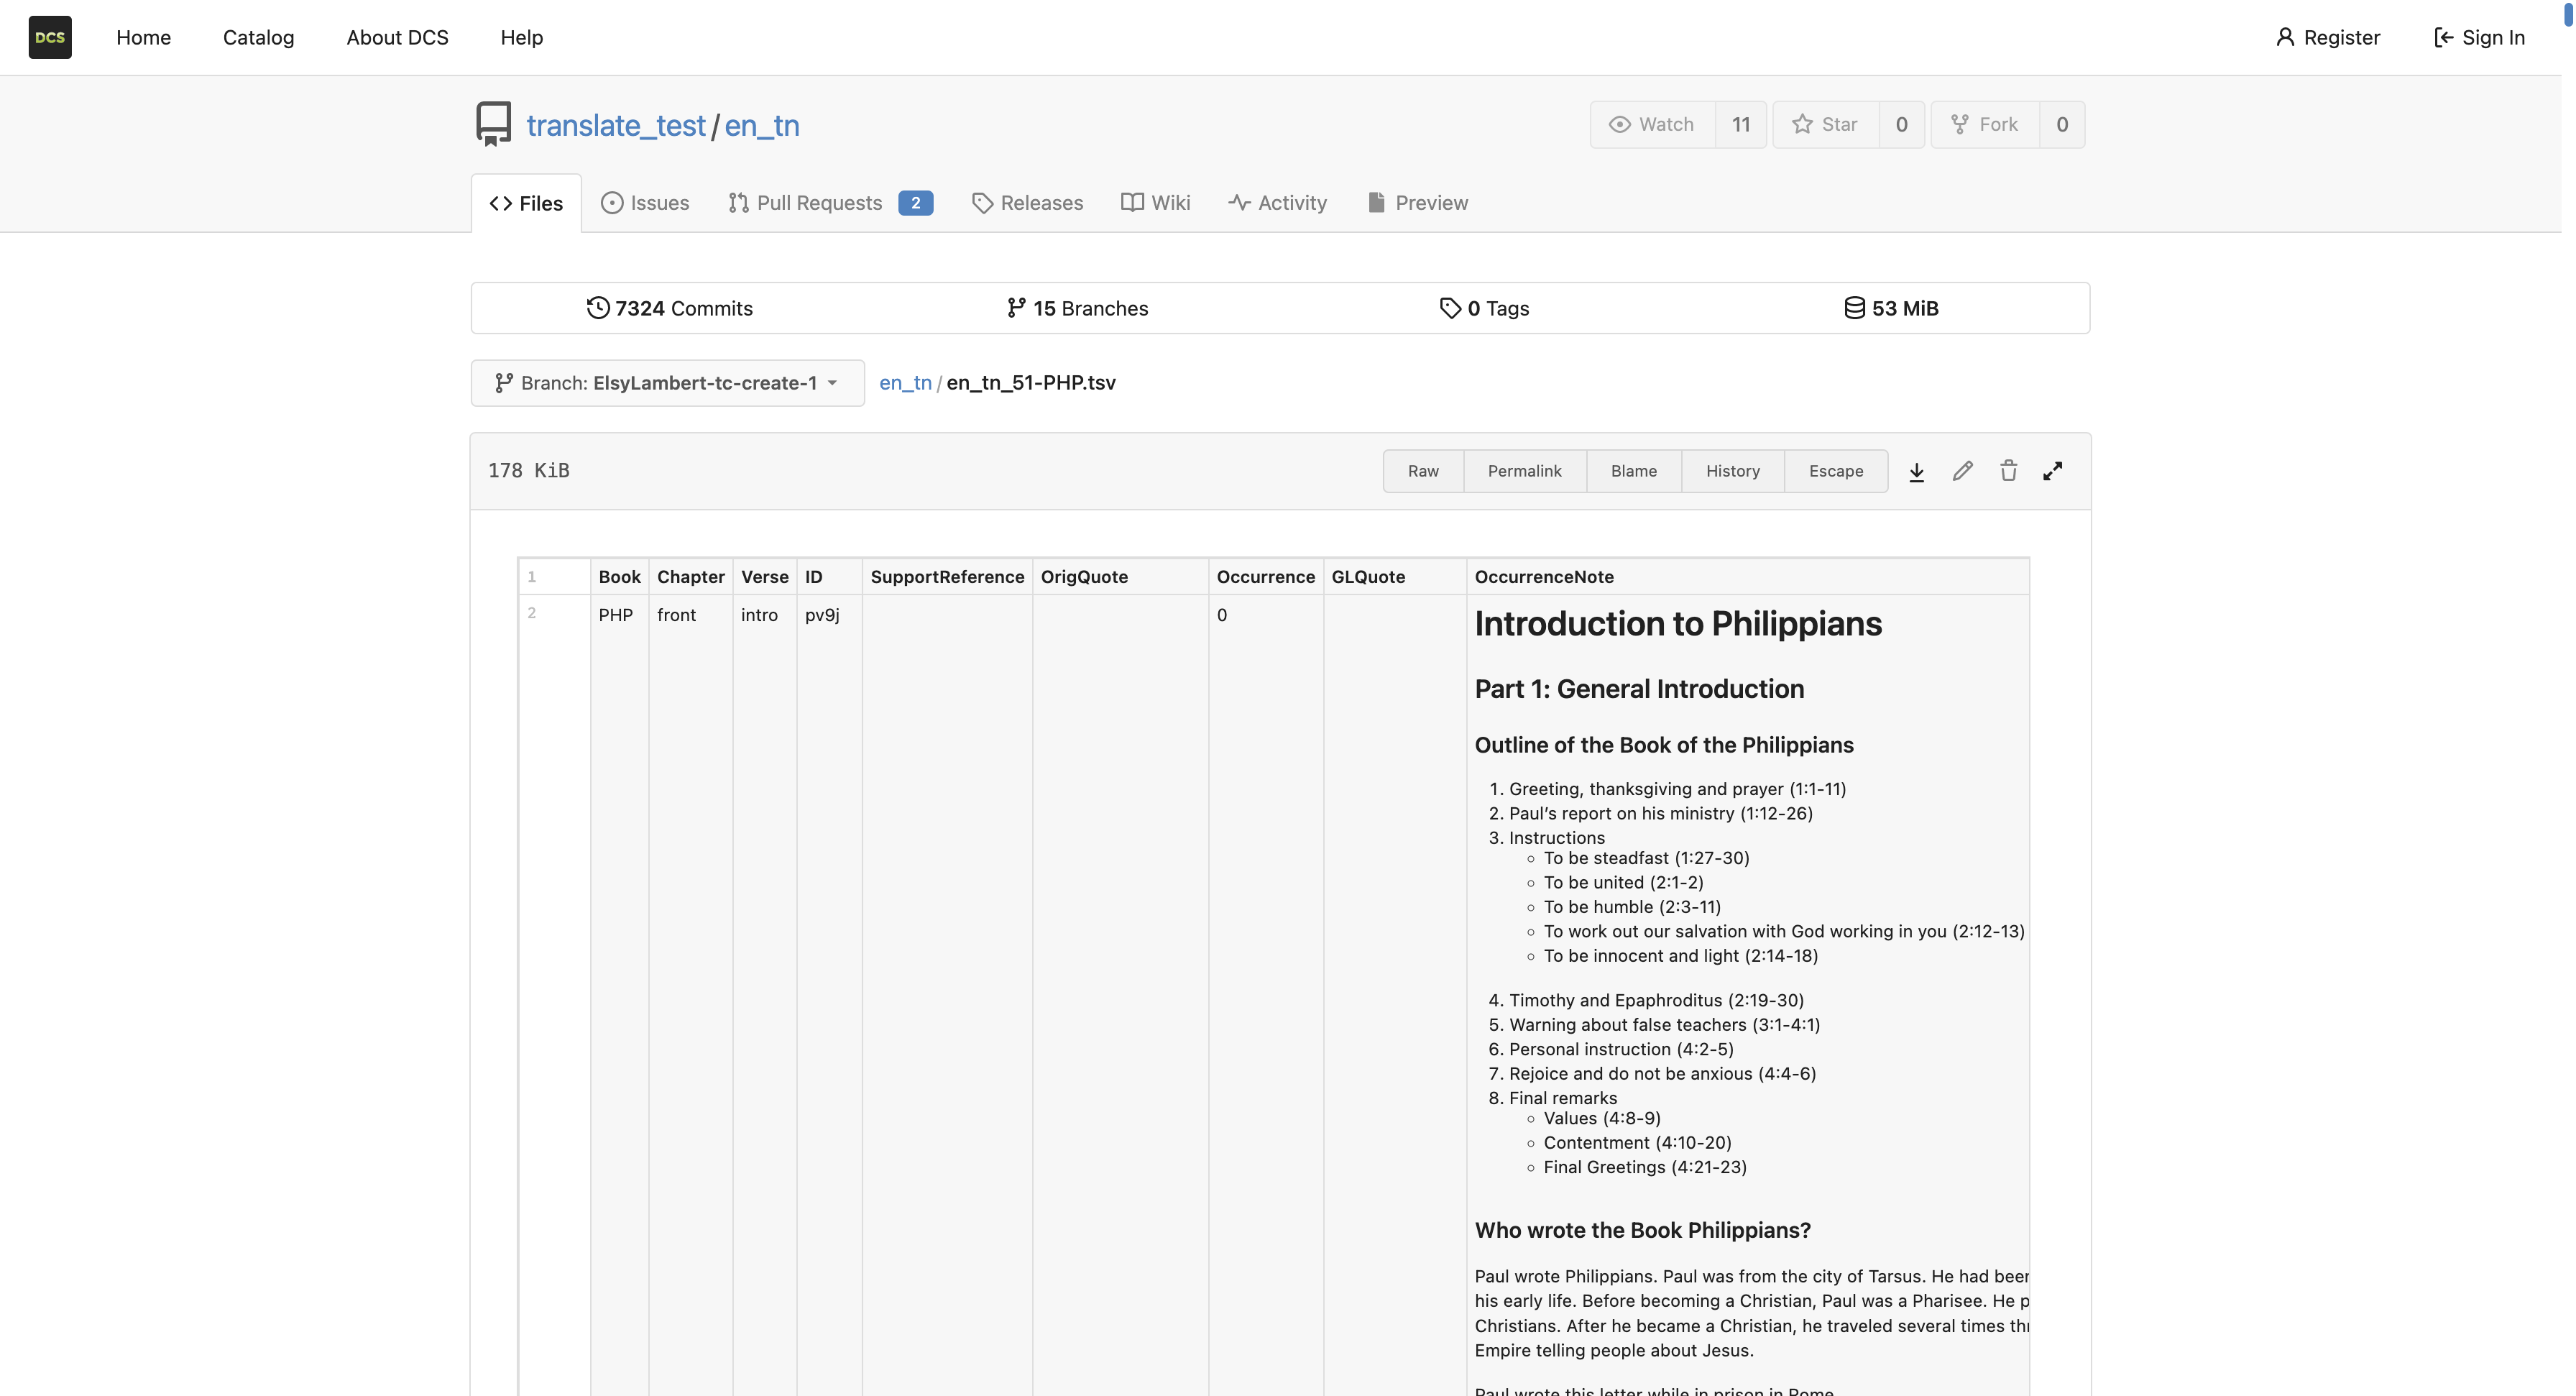 DCS Home Catalog About DCS Help Register Sign In
translate_test / en_tn Watch 11 Star 0 Fork 0
Files Issues Pull Requests 2 Releases Wiki Activity Preview
7324 Commits 15 Branches 0 Tags 53 MiB
Branch: ElsyLambert-tc-create-1 en_tn / en_tn_51-PHP.tsv
178 KiB Raw Permalink Blame History Escape
1 Book Chapter Verse ID SupportReference OrigQuote Occurrence GLQuote OccurrenceNote
2 PHP front intro pv9j 0 Introduction to Philippians
Part 1: General Introduction
Outline of the Book of the Philippians
1. Greeting, thanksgiving and prayer (1:1-11)
2. Paul’s report on his ministry (1:12-26)
3. Instructions
To be steadfast (1:27-30)
To be united (2:1-2)
To be humble (2:3-11)
To work out our salvation with God working in you (2:12-13)
To be innocent and light (2:14-18)
4. Timothy and Epaphroditus (2:19-30)
5. Warning about false teachers (3:1-4:1)
6. Personal instruction (4:2-5)
7. Rejoice and do not be anxious (4:4-6)
8. Final remarks
Values (4:8-9)
Contentment (4:10-20)
Final Greetings (4:21-23)
Who wrote the Book Philippians?
Paul wrote Philippians. Paul was from the city of Tarsus. He had
his early life. Before becoming a Christian, Paul was a Pharisee. He
Christians. After he became a Christian, he traveled several times
Empire telling people about Jesus.
Paul wrote this letter while in prison in Rome.